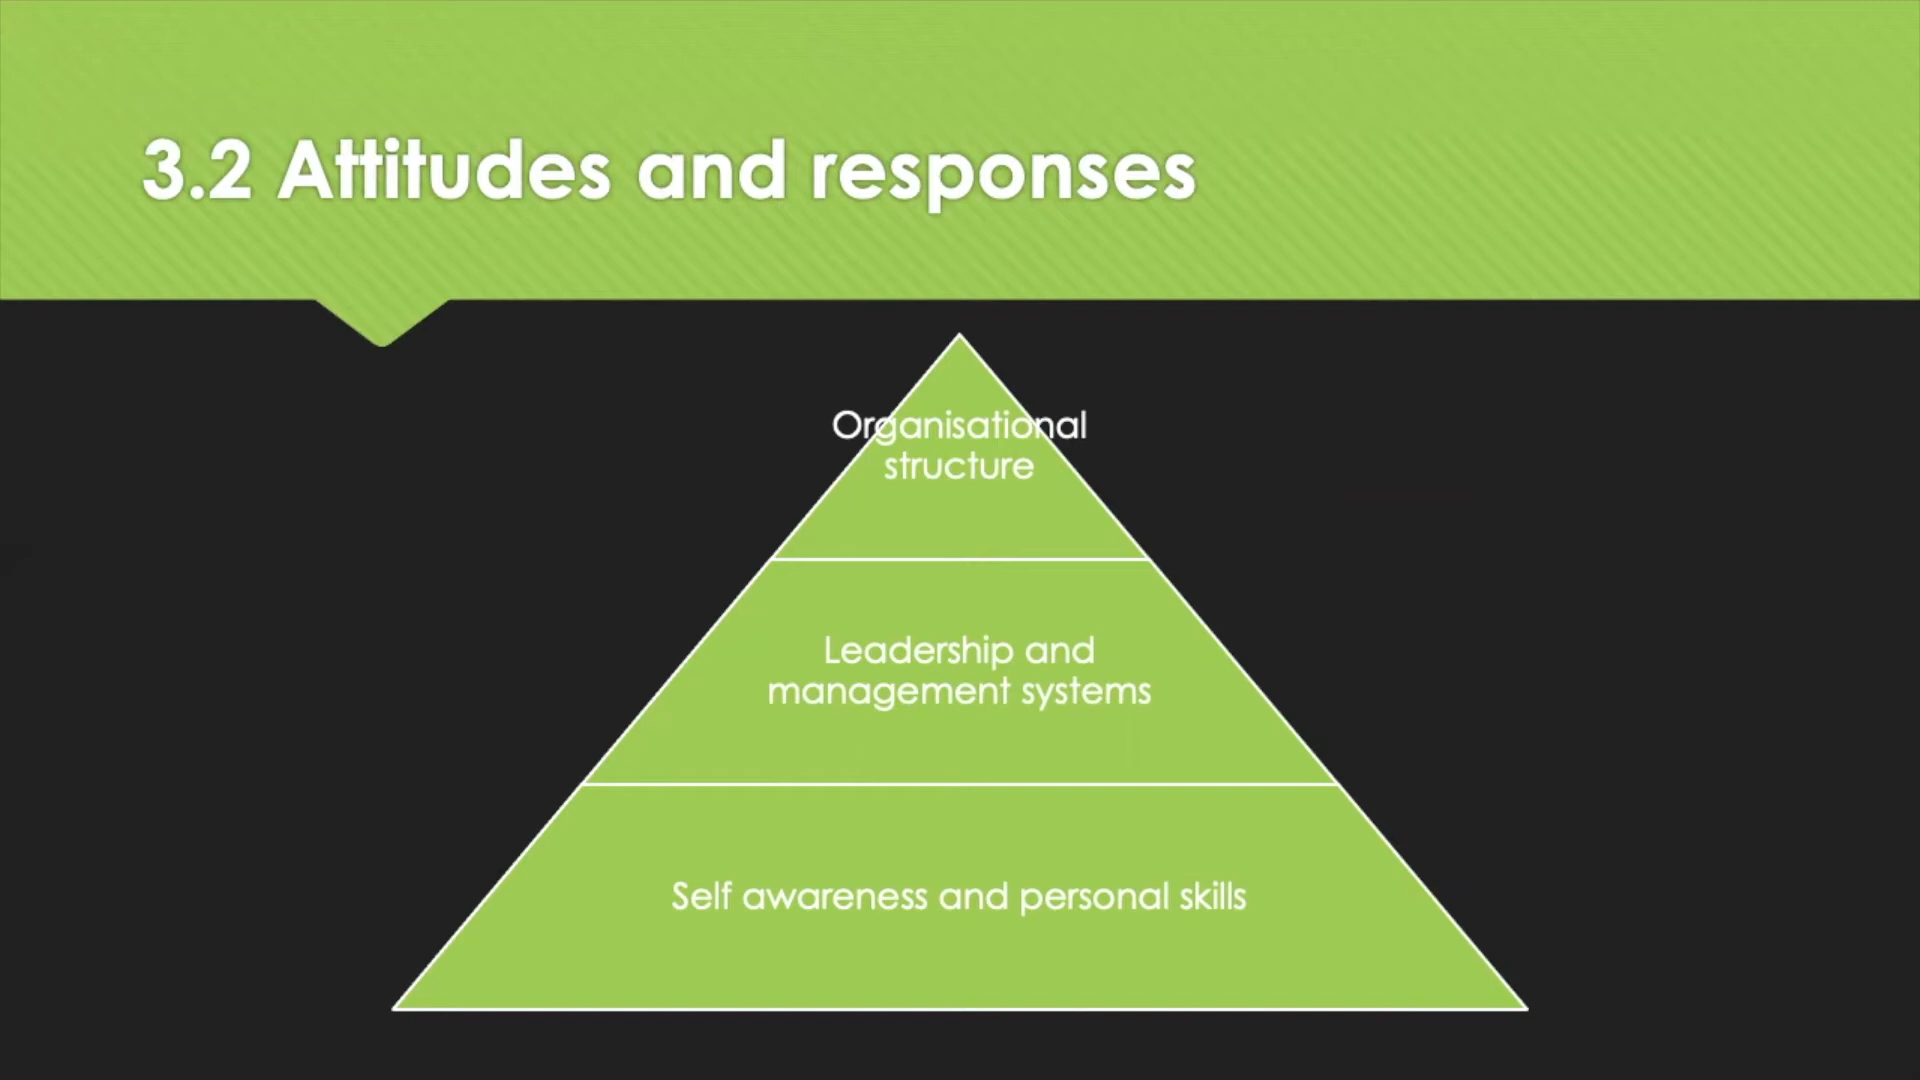 3.2 Attitudes and responses
Organisational
structure
Leadership and
management systems
Self awareness and personal skills